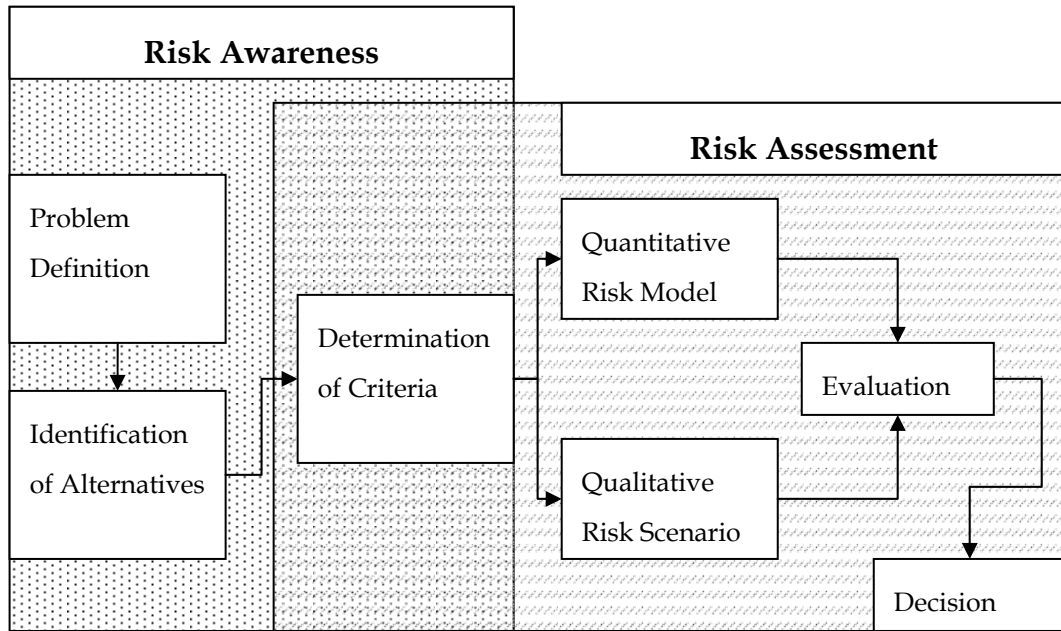 Risk Awareness
Risk Assessment
Problem
Definition
Identification
of Alternatives
Determination
of Criteria
Quantitative
Risk Model
Qualitative
Risk Scenario
Evaluation
Decision